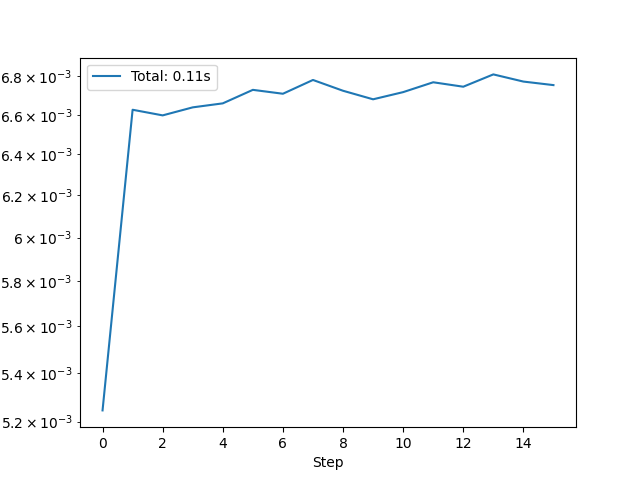 Total: 0.11s
6.8 × 10⁻³
6.6 × 10⁻³
6.4 × 10⁻³
6.2 × 10⁻³
6 × 10⁻³
5.8 × 10⁻³
5.6 × 10⁻³
5.4 × 10⁻³
5.2 × 10⁻³
0 2 4 6 8 10 12 14
Step